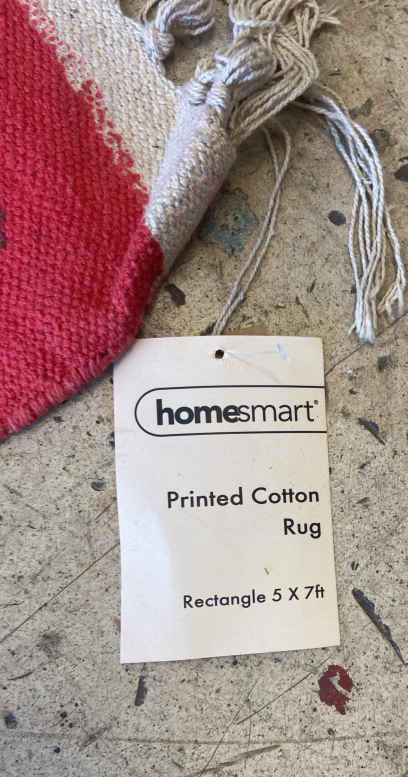 homesmart®
Printed Cotton
Rug
Rectangle 5 X 7ft